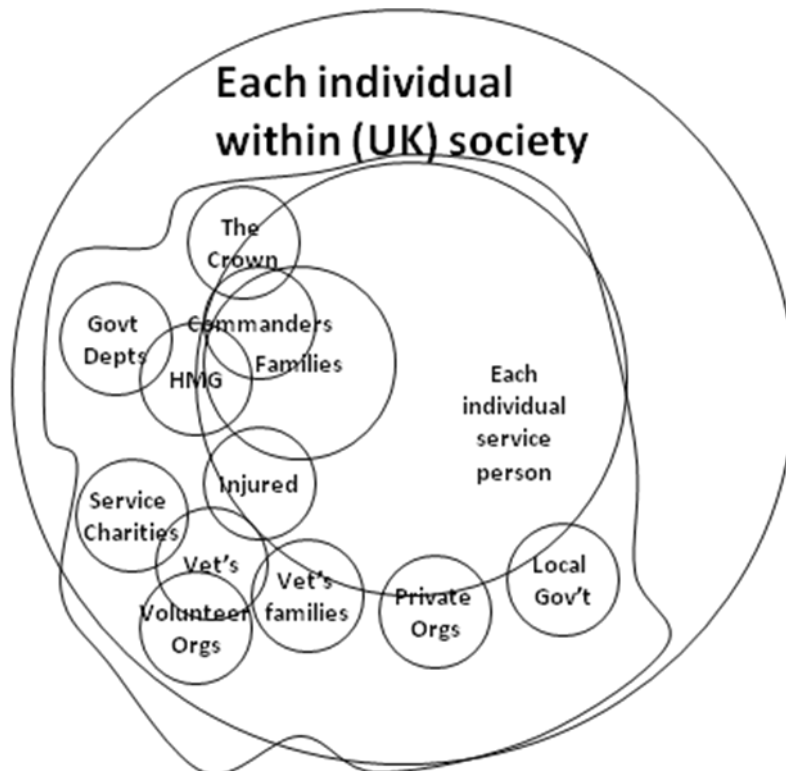 Each individual
within (UK) society
The
Crown
Govt
Depts
Commanders
HMG
Families
Each
individual
service
person
Injured
Service
Charities
Vet's
Vet's
families
Volunteer
Orgs
Private
Orgs
Local
Gov't